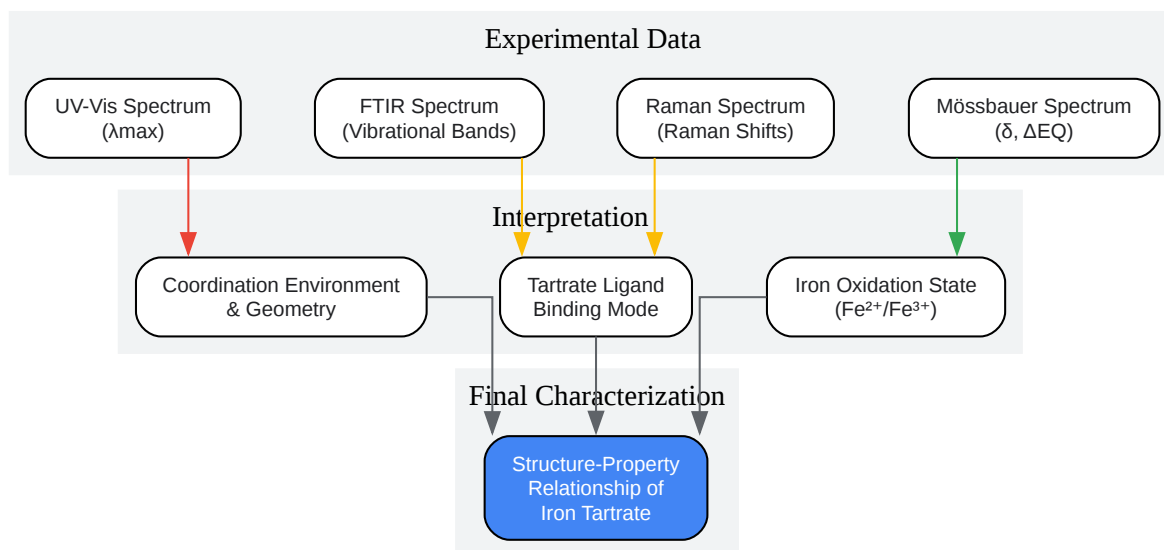 Experimental Data
UV-Vis Spectrum
(λmax)
FTIR Spectrum
(Vibrational Bands)
Raman Spectrum
(Raman Shifts)
Mössbauer Spectrum
(δ, ΔEQ)
Interpretation
Coordination Environment
& Geometry
Tartrate Ligand
Binding Mode
Iron Oxidation State
(Fe²⁺/Fe³⁺)
Final Characterization
Structure-Property
Relationship of
Iron Tartrate